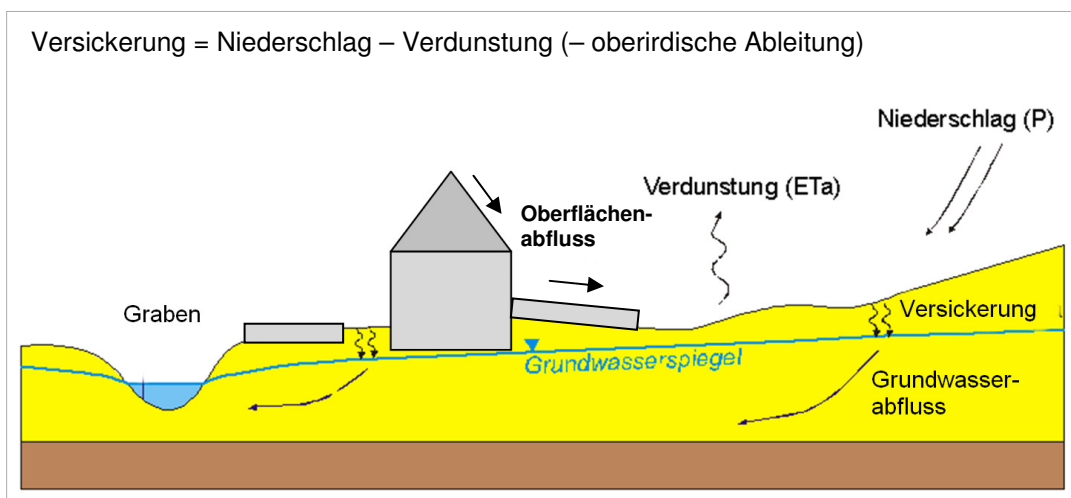 Versickerung = Niederschlag – Verdunstung (– oberirdische Ableitung)
Niederschlag (P)
Verdunstung (ETa)
Oberflächen-
abfluss
Graben
Versickerung
Grundwasserspiegel
Grundwasser-
abfluss